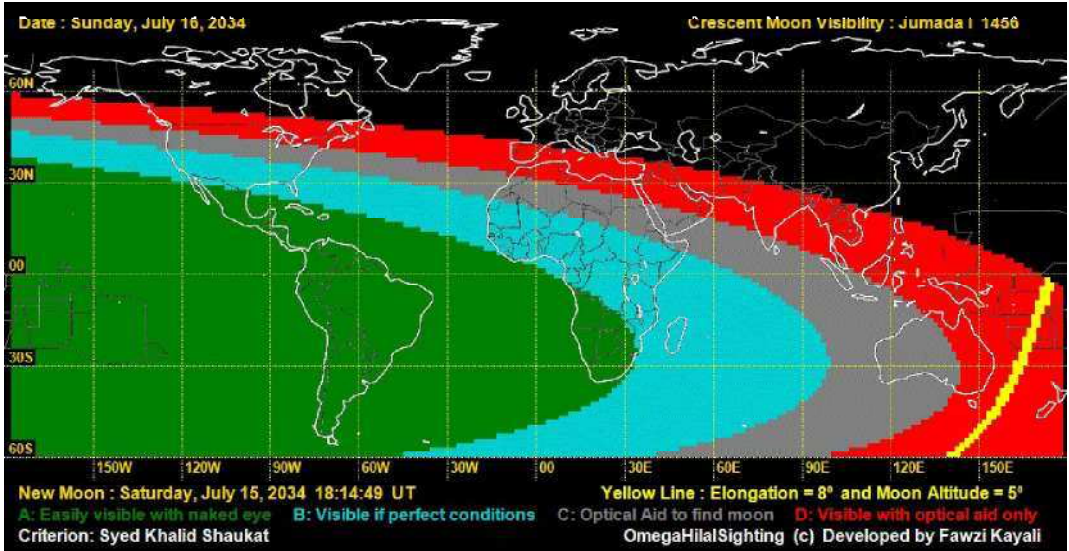 Date : Sunday, July 16, 2034
Crescent Moon Visibility : Jumada I 1456
60N
30N
00
30S
60S
150W 120W 90W 60W 30W 00 30E 60E 90E 120E 150E
New Moon : Saturday, July 15, 2034 18:14:49 UT
Yellow Line : Elongation = 8º and Moon Altitude = 5º
A: Easily visible with naked eye B: Visible if perfect conditions C: Optical Aid to find moon D: Visible with optical aid only
Criterion: Syed Khalid Shaukat
OmegaHilalSighting (c) Developed by Fawzi Kayali